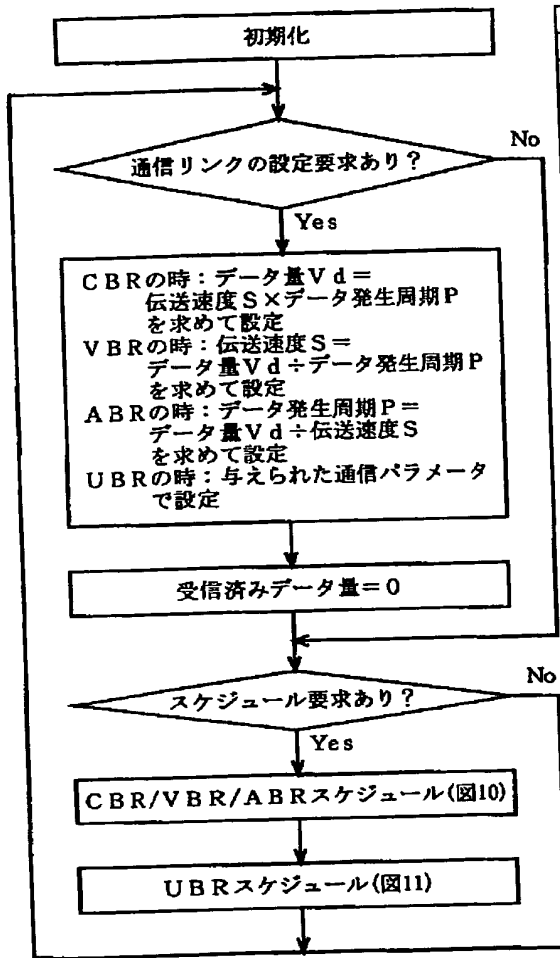 初期化
通信リンクの設定要求あり？
No
Yes
CBRの時：データ量Vd＝
伝送速度S×データ発生周期P
を求めて設定
VBRの時：伝送速度S＝
データ量Vd÷データ発生周期P
を求めて設定
ABRの時：データ発生周期P＝
データ量Vd÷伝送速度S
を求めて設定
UBRの時：与えられた通信パラメータ
で設定
受信済みデータ量＝0
スケジュール要求あり？
No
Yes
CBR/VBR/ABRスケジュール(図10)
UBRスケジュール(図11)